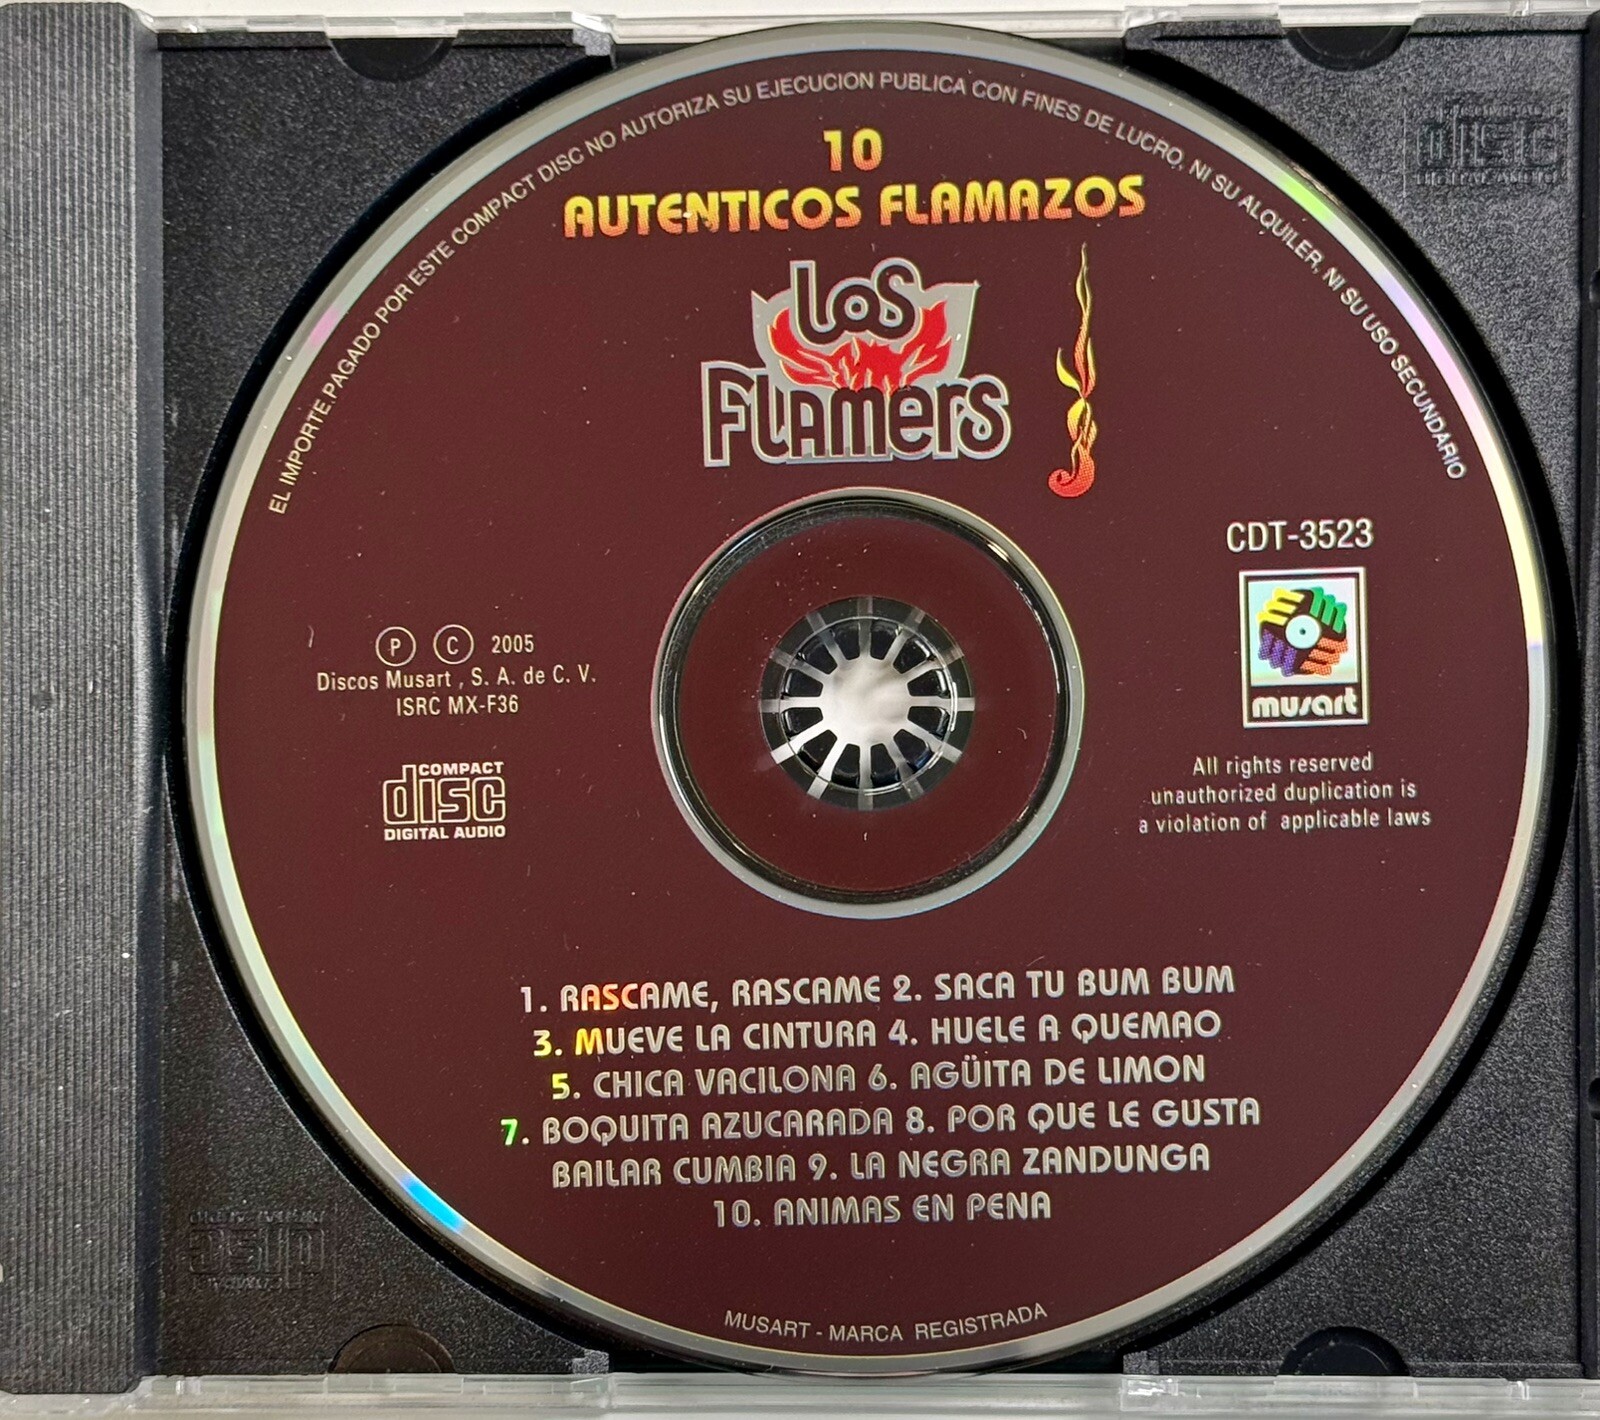 EL IMPORTE PAGADO POR ESTE COMPACT DISC NO AUTORIZA SU EJECUCION PUBLICA CON FINES DE LUCRO, NI SU ALQUILER, NI SU USO SECUNDARIO
10
AUTENTICOS FLAMAZOS
Los
Flamers
CDT-3523
musart
P C 2005
Discos Musart , S. A. de C. V.
ISRC MX-F36
COMPACT
disc
DIGITAL AUDIO
All rights reserved
unauthorized duplication is
a violation of applicable laws
1. RASCAME, RASCAME 2. SACA TU BUM BUM
3. MUEVE LA CINTURA 4. HUELE A QUEMAO
5. CHICA VACILONA 6. AGÜITA DE LIMON
7. BOQUITA AZUCARADA 8. POR QUE LE GUSTA
BAILAR CUMBIA 9. LA NEGRA ZANDUNGA
10. ANIMAS EN PENA
MUSART - MARCA REGISTRADA
disc
DIGITAL AUDIO